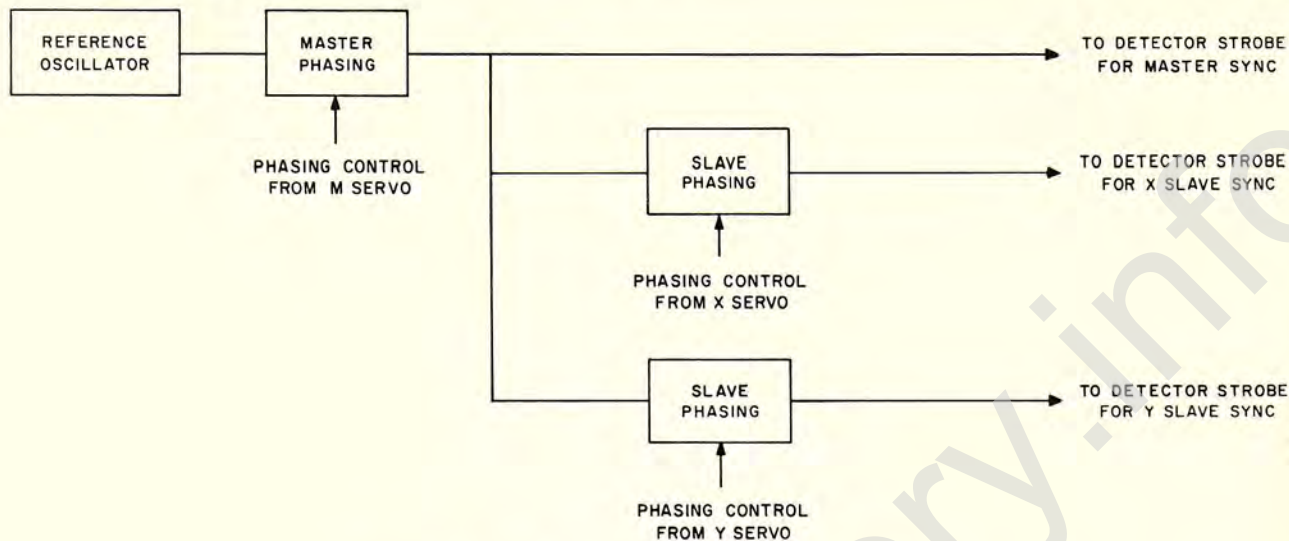 REFERENCE
OSCILLATOR
MASTER
PHASING
TO DETECTOR STROBE
FOR MASTER SYNC
PHASING CONTROL
FROM M SERVO
SLAVE
PHASING
TO DETECTOR STROBE
FOR X SLAVE SYNC
PHASING CONTROL
FROM X SERVO
SLAVE
PHASING
TO DETECTOR STROBE
FOR Y SLAVE SYNC
PHASING CONTROL
FROM Y SERVO
ery.info